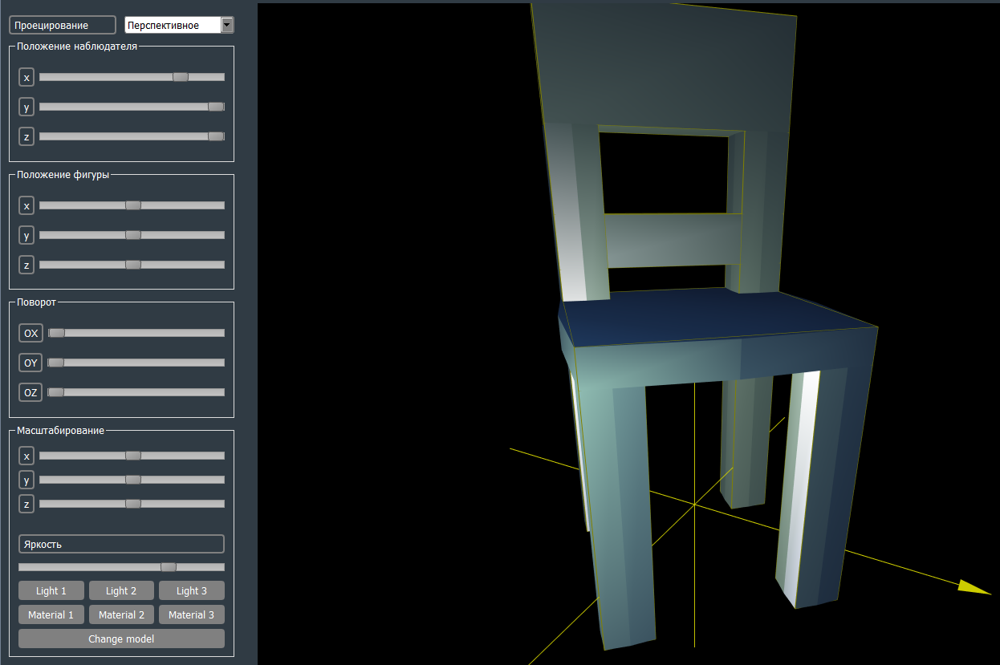 Проецирование Перспективное
Положение наблюдателя
x
y
z
Положение фигуры
x
y
z
Поворот
OX
OY
OZ
Масштабирование
x
y
z
Яркость
Light 1 Light 2 Light 3
Material 1 Material 2 Material 3
Change model